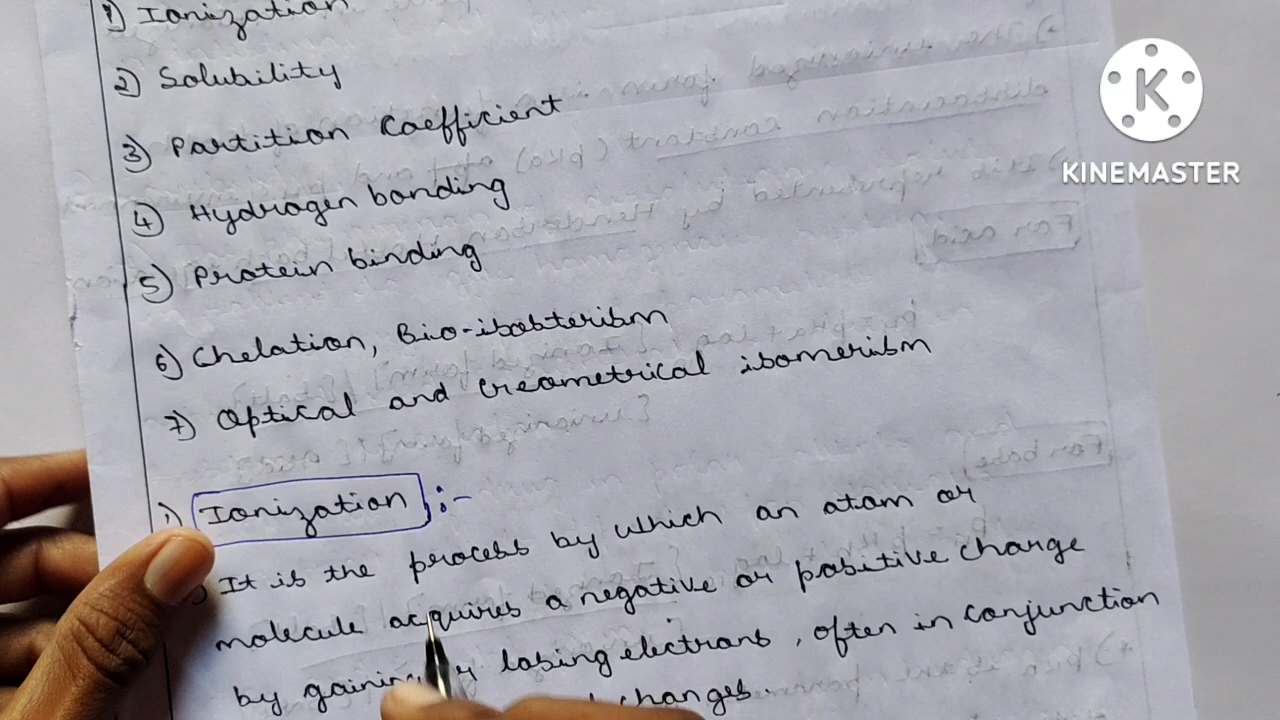 1) Ionization
2) Solubility
3) Partition Coefficient
4) Hydrogen bonding
5) Protein binding
6) Chelation, Bio-isosterism
7) Optical and Geometrical isomerism
1) Ionization :-
It is the process by which an atom or
molecule acquires a negative or positive charge
by gaining losing electrons, often in conjunction
changes.
KINEMASTER